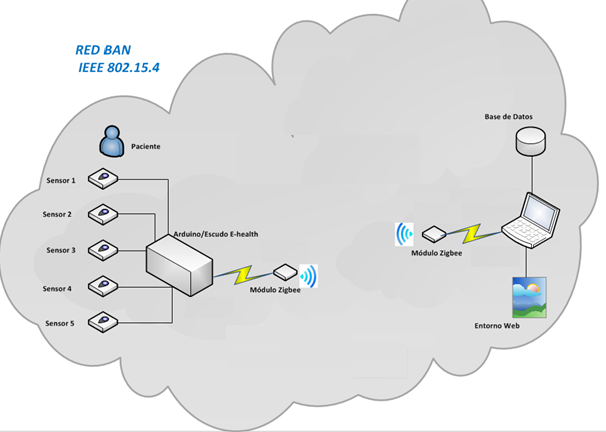 RED BAN
IEEE 802.15.4
Base de Datos
Paciente
Sensor 1
Sensor 2
Arduino/Escudo E-health
Sensor 3
Módulo Zigbee
Sensor 4
Módulo Zigbee
Sensor 5
Entorno Web